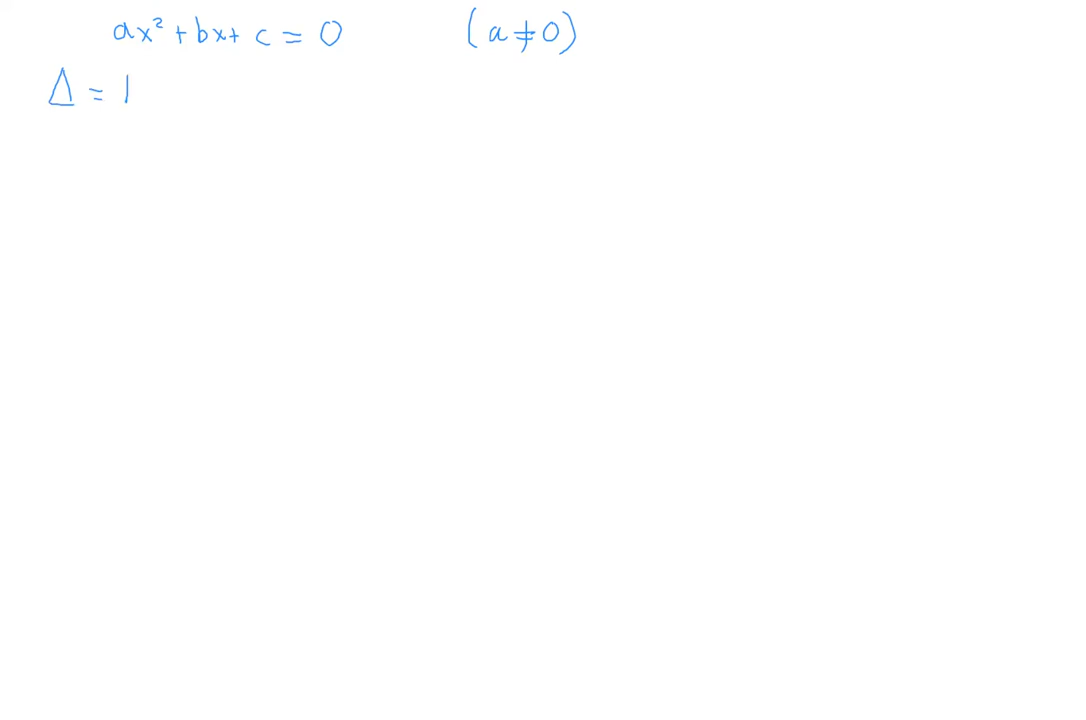 ax² + bx + c = 0 (a ≠ 0)
Δ = 1